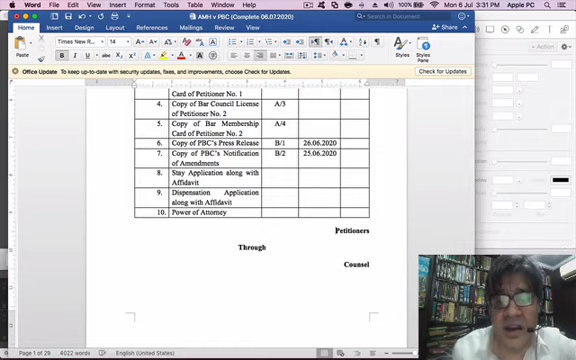 Word File Edit View Insert Format Tools Table Window Help 100% Mon 6 Jul 3:31 PM Apple PC
AMH v PBC (Complete 06.07.2020)
Search in Document
Home Insert Design Layout References Mailings Review View Share
Paste
Times New Ro... 14
Styles
Styles Pane
Office Update To keep up-to-date with security updates, fixes, and improvements, choose Check for Updates. Check for Updates
Action
Card of Petitioner No. 1
4. Copy of Bar Council License A/3
of Petitioner No. 2
5. Copy of Bar Membership A/4
Card of Petitioner No. 2
6. Copy of PBC's Press Release B/1 26.06.2020
7. Copy of PBC's Notification B/2 25.06.2020
of Amendments
8. Stay Application along with
Affidavit
9. Dispensation Application
along with Affidavit
10. Power of Attorney
Petitioners
Through
Counsel
Page 1 of 29 4022 words English (United Kingdom)